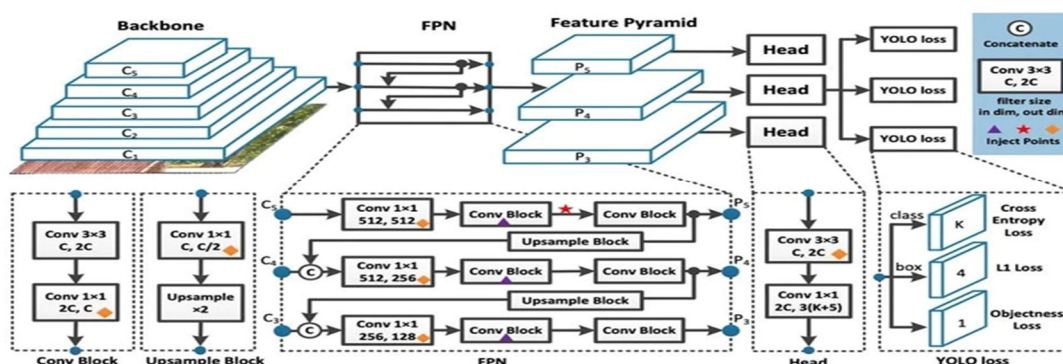 Backbone
FPN
Feature Pyramid
C₅
C₄
C₃
C₂
C₁
P₅
P₄
P₃
Head
Head
Head
YOLO loss
YOLO loss
YOLO loss
C
Concatenate
Conv 3×3
C, 2C
filter size
in dim, out dim
Inject Points
Conv 3×3
C, 2C
Conv 1×1
2C, C
Conv Block
Conv 1×1
C, C/2
Upsample
×2
Upsample Block
C₅
Conv 1×1
512, 512
Conv Block
Conv Block
P₅
Upsample Block
C₄
C
Conv 1×1
512, 256
Conv Block
Conv Block
P₄
Upsample Block
C₃
C
Conv 1×1
256, 128
Conv Block
Conv Block
P₃
FPN
Conv 3×3
C, 2C
Conv 1×1
2C, 3(K+5)
Head
class
K
Cross
Entropy
Loss
box
4
L1 Loss
1
Objectness
Loss
YOLO loss